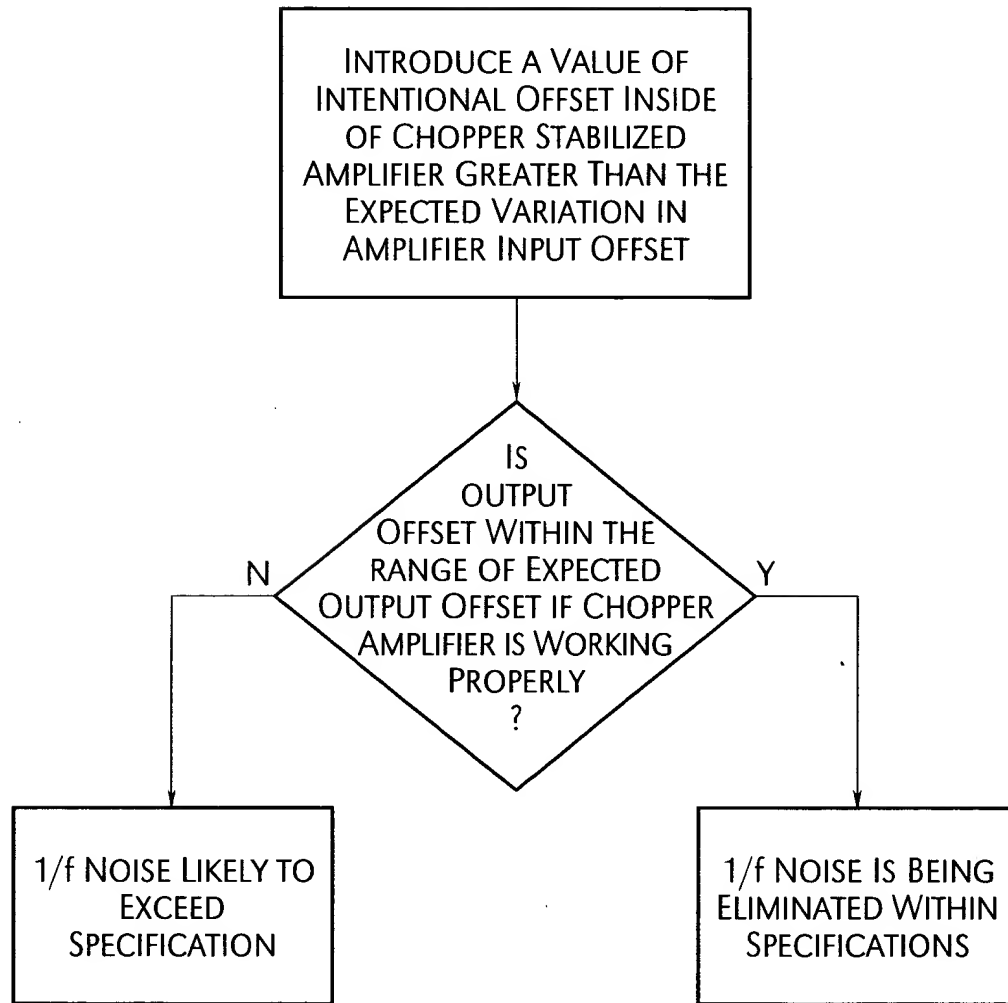 INTRODUCE A VALUE OF
INTENTIONAL OFFSET INSIDE
OF CHOPPER STABILIZED
AMPLIFIER GREATER THAN THE
EXPECTED VARIATION IN
AMPLIFIER INPUT OFFSET
IS
OUTPUT
OFFSET WITHIN THE
RANGE OF EXPECTED
OUTPUT OFFSET IF CHOPPER
AMPLIFIER IS WORKING
PROPERLY
?
N
Y
1/f NOISE LIKELY TO
EXCEED
SPECIFICATION
1/f NOISE IS BEING
ELIMINATED WITHIN
SPECIFICATIONS